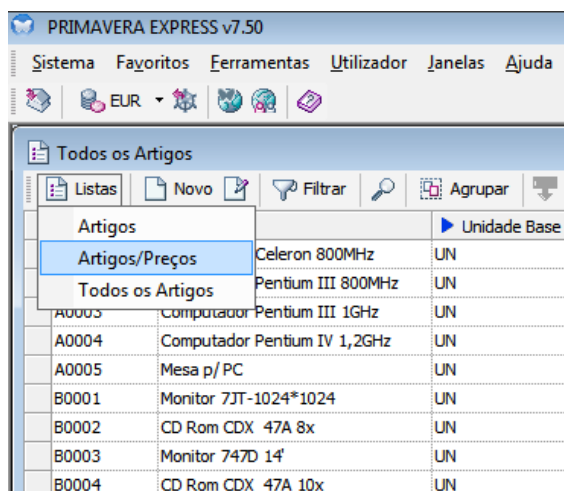 PRIMAVERA EXPRESS v7.50
Sistema Favoritos Ferramentas Utilizador Janelas Ajuda
EUR
Todos os Artigos
Listas Novo Filtrar Agrupar
Artigos
Unidade Base
Artigos/Preços
Celeron 800MHz UN
Todos os Artigos
Pentium III 800MHz UN
A0003 Computador Pentium III 1GHz UN
A0004 Computador Pentium IV 1,2GHz UN
A0005 Mesa p/ PC UN
B0001 Monitor 7JT-1024*1024 UN
B0002 CD Rom CDX 47A 8x UN
B0003 Monitor 747D 14' UN
B0004 CD Rom CDX 47A 10x UN